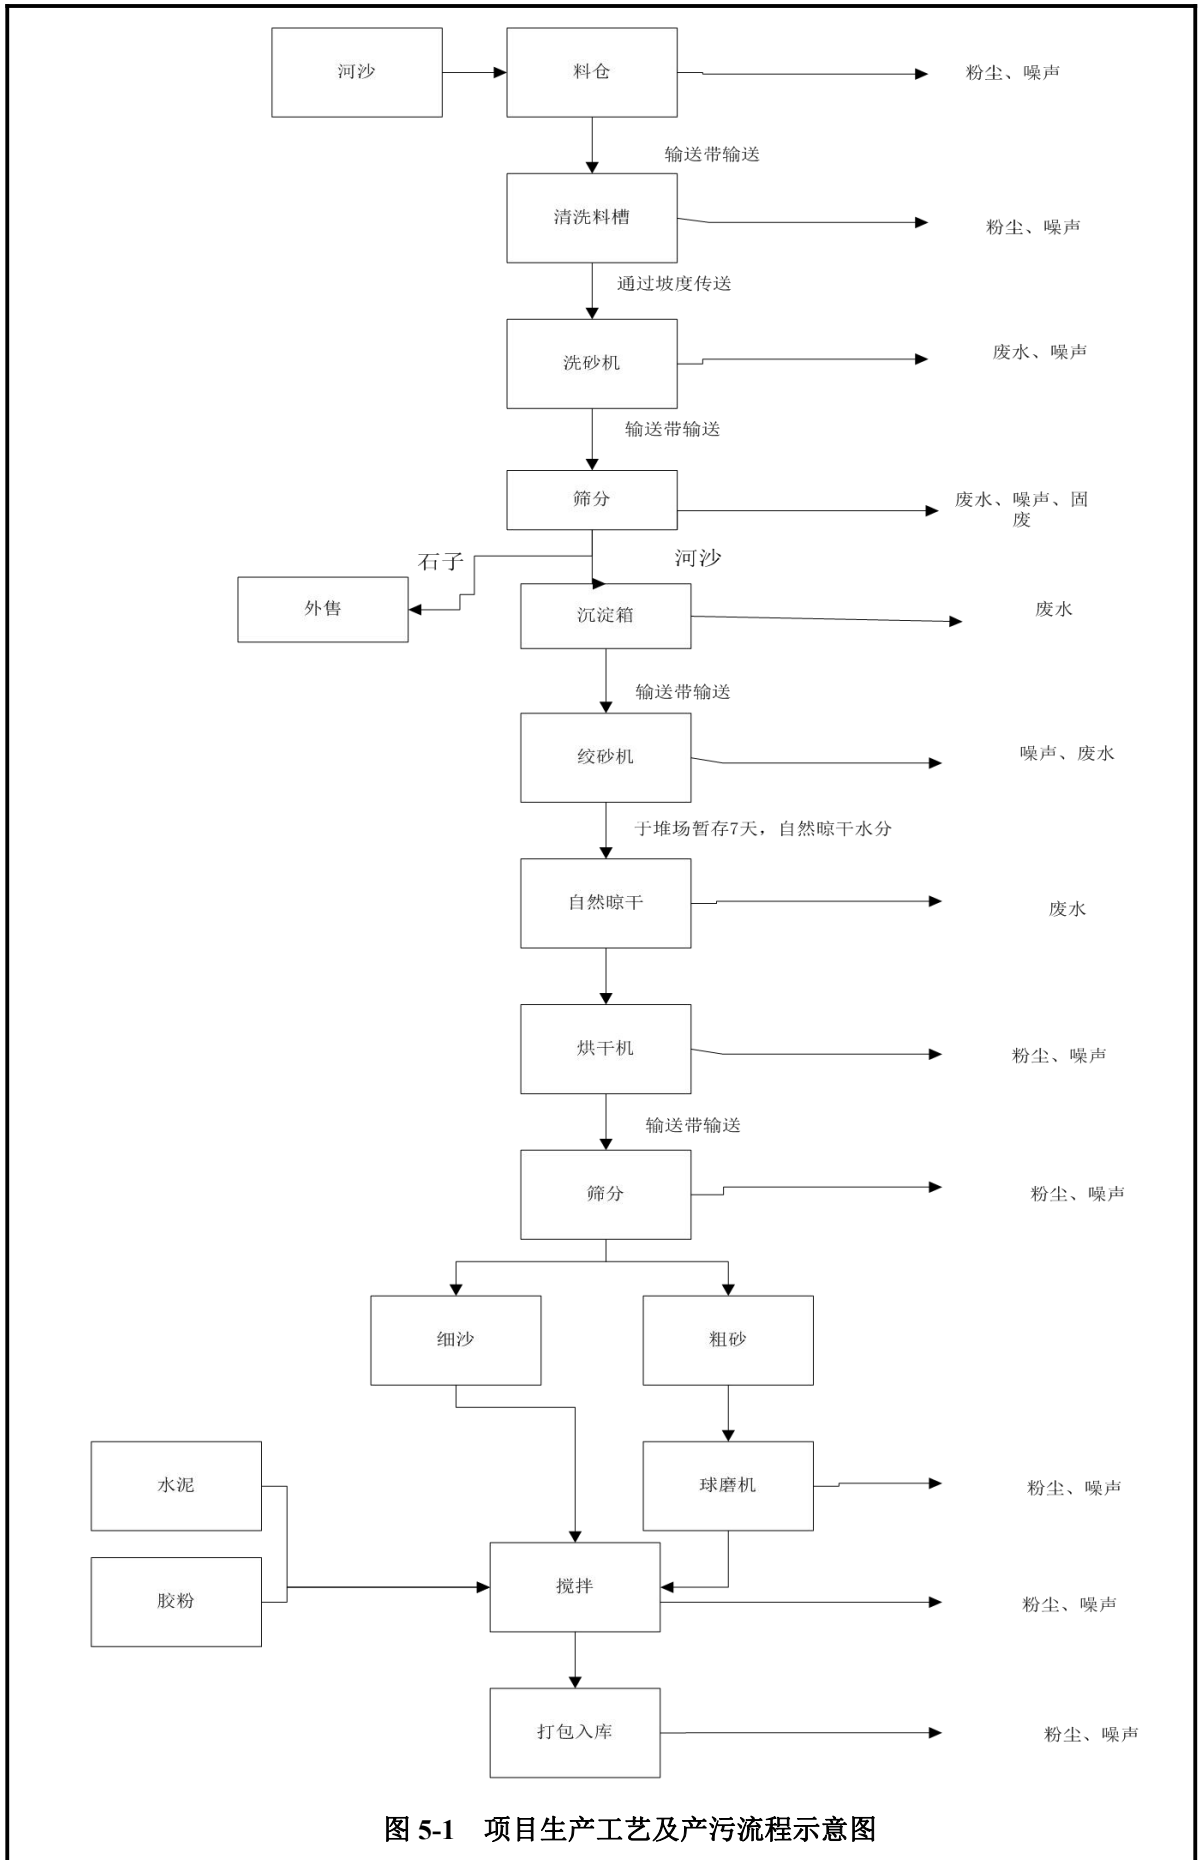 河沙
料仓
粉尘、噪声
输送带输送
清洗料槽
粉尘、噪声
通过坡度传送
洗砂机
废水、噪声
输送带输送
筛分
废水、噪声、固
废
石子
河沙
外售
沉淀箱
废水
输送带输送
绞砂机
噪声、废水
于堆场暂存7天，自然晾干水分
自然晾干
废水
烘干机
粉尘、噪声
输送带输送
筛分
粉尘、噪声
细沙
粗砂
水泥
球磨机
粉尘、噪声
胶粉
搅拌
粉尘、噪声
打包入库
粉尘、噪声
图 5-1 项目生产工艺及产污流程示意图